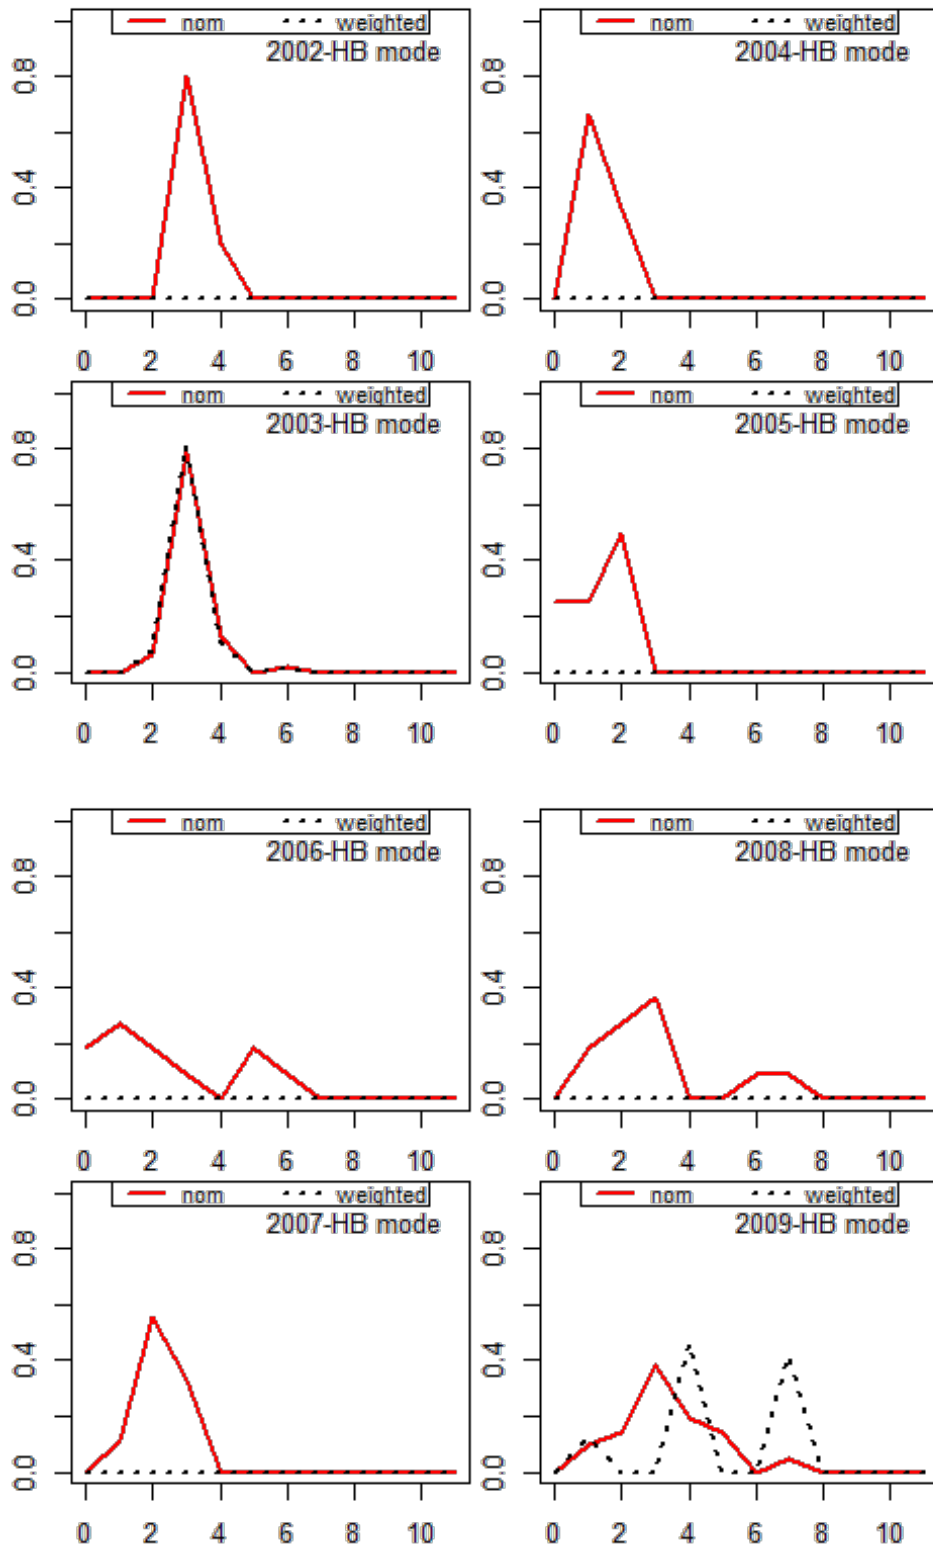 nom weighted
2002-HB mode
0.8
0.4
0.0
0 2 4 6 8 10
nom weighted
2004-HB mode
0.8
0.4
0.0
0 2 4 6 8 10
nom weighted
2003-HB mode
0.8
0.4
0.0
0 2 4 6 8 10
nom weighted
2005-HB mode
0.8
0.4
0.0
0 2 4 6 8 10
nom weighted
2006-HB mode
0.8
0.4
0.0
0 2 4 6 8 10
nom weighted
2008-HB mode
0.8
0.4
0.0
0 2 4 6 8 10
nom weighted
2007-HB mode
0.8
0.4
0.0
0 2 4 6 8 10
nom weighted
2009-HB mode
0.8
0.4
0.0
0 2 4 6 8 10